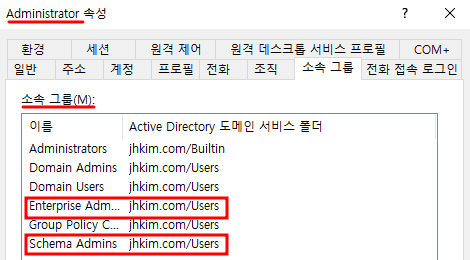 Administrator 속성
? ×
환경 세션 원격 제어 원격 데스크톱 서비스 프로필 COM+
일반 주소 계정 프로필 전화 조직 소속 그룹 전화 접속 로그인
소속 그룹(M):
이름 Active Directory 도메인 서비스 폴더
Administrators jhkim.com/Builtin
Domain Admins jhkim.com/Users
Domain Users jhkim.com/Users
Enterprise Adm... jhkim.com/Users
Group Policy C... jhkim.com/Users
Schema Admins jhkim.com/Users